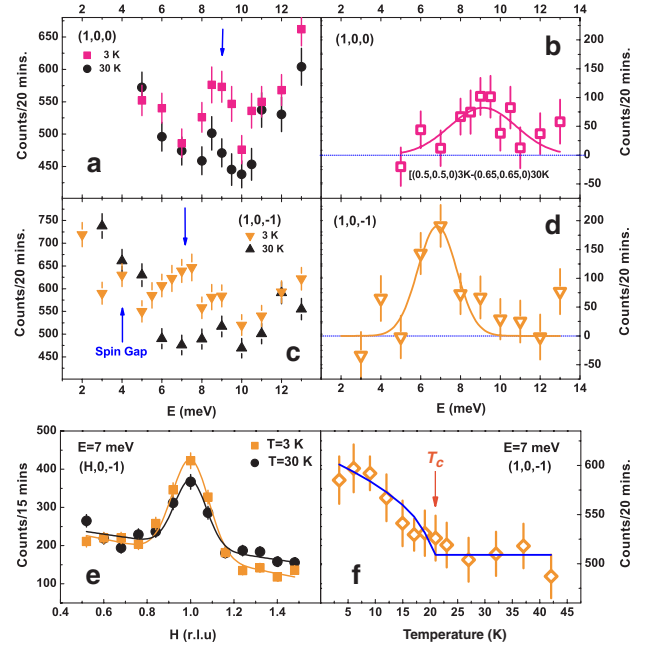 2 4 6 8 10 12
(1,0,0)
3 K
30 K
a
650
600
550
500
450
Counts/20 mins.
2 4 6 8 10 12 14
(1,0,0)
b
[(0.5,0.5,0)3K-(0.65,0.65,0)30K
200
150
100
50
0
-50
Counts/20 mins.
(1,0,-1)
3 K
30 K
Spin Gap
c
750
700
650
600
550
500
450
Counts/20 mins.
2 4 6 8 10 12
E (meV)
(1,0,-1)
d
200
150
100
50
0
-50
Counts/20 mins.
2 4 6 8 10 12 14
E (meV)
E=7 meV
(H,0,-1)
T=3 K
T=30 K
e
500
400
300
200
100
Counts/15 mins.
0.4 0.6 0.8 1.0 1.2 1.4
H (r.l.u)
E=7 meV
(1,0,-1)
Tc
f
600
550
500
Counts/20 mins.
5 10 15 20 25 30 35 40 45
Temperature (K)